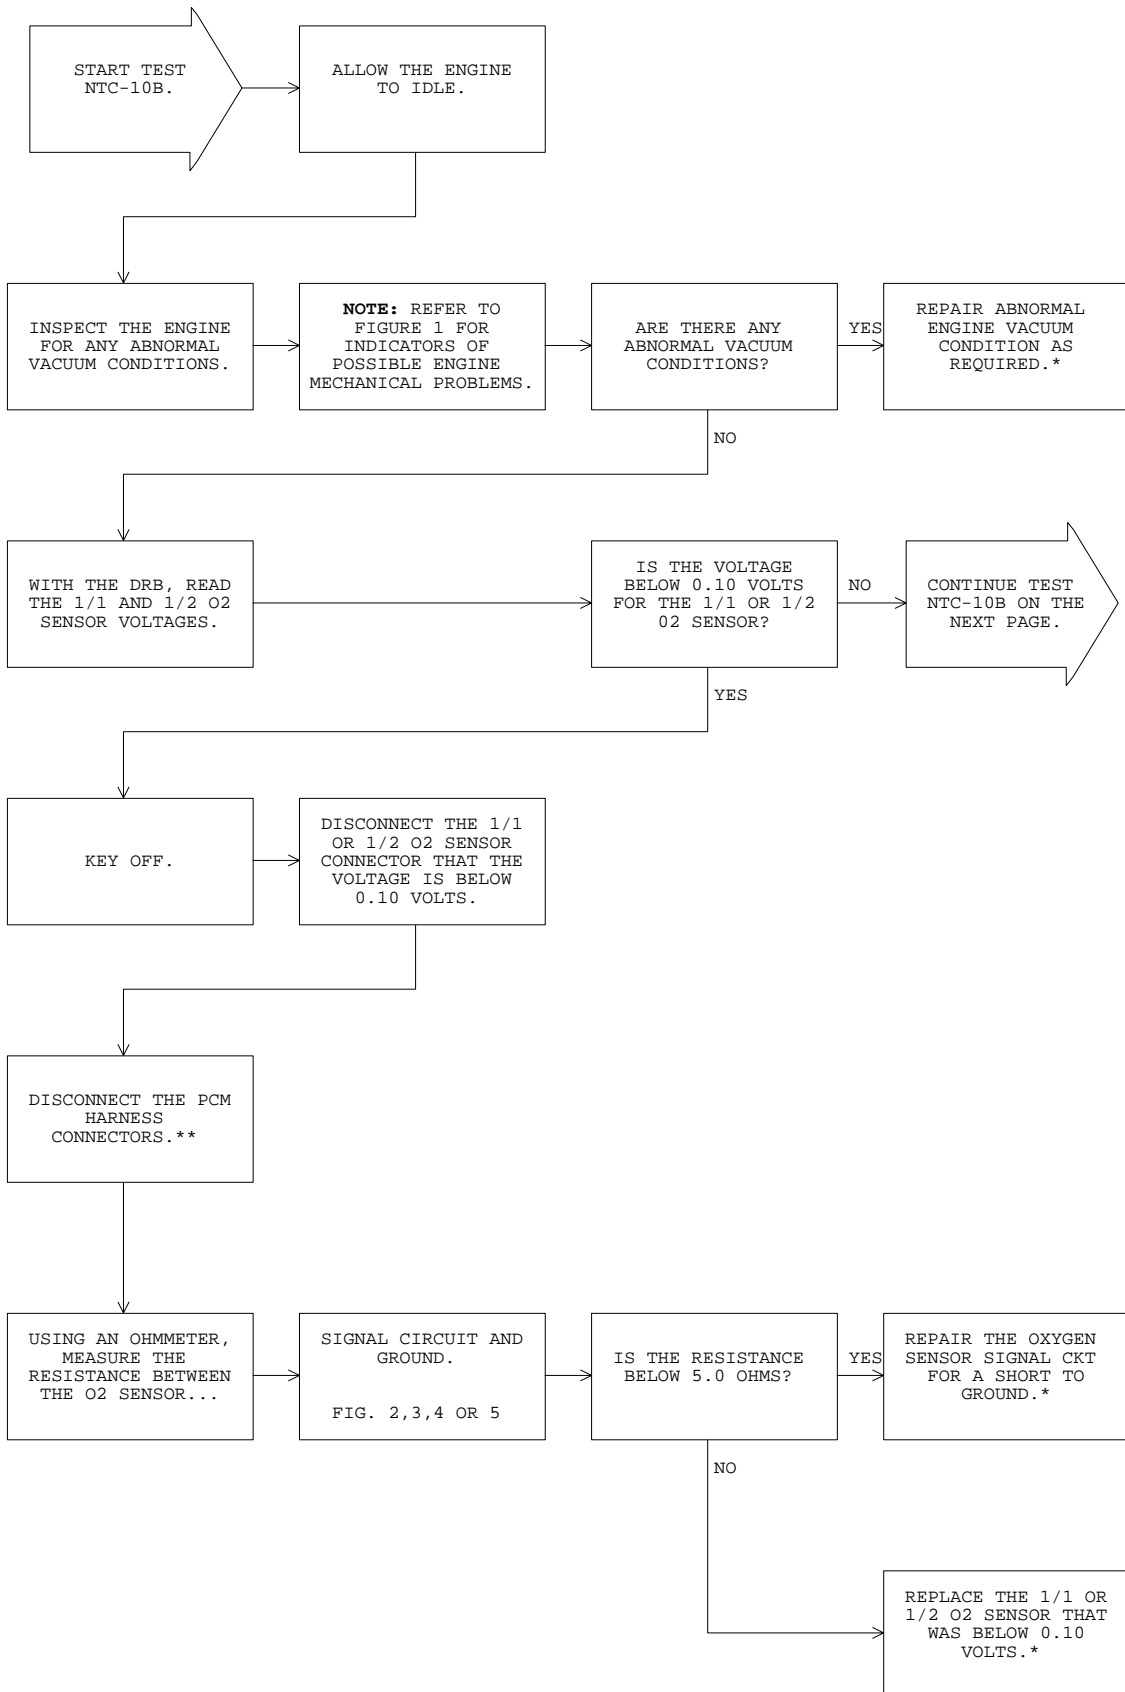 START TEST
NTC-10B.
ALLOW THE ENGINE
TO IDLE.
INSPECT THE ENGINE
FOR ANY ABNORMAL
VACUUM CONDITIONS.
NOTE: REFER TO
FIGURE 1 FOR
INDICATORS OF
POSSIBLE ENGINE
MECHANICAL PROBLEMS.
ARE THERE ANY
ABNORMAL VACUUM
CONDITIONS?
YES
REPAIR ABNORMAL
ENGINE VACUUM
CONDITION AS
REQUIRED.*
NO
WITH THE DRB, READ
THE 1/1 AND 1/2 O2
SENSOR VOLTAGES.
IS THE VOLTAGE
BELOW 0.10 VOLTS
FOR THE 1/1 OR 1/2
02 SENSOR?
NO
CONTINUE TEST
NTC-10B ON THE
NEXT PAGE.
YES
KEY OFF.
DISCONNECT THE 1/1
OR 1/2 O2 SENSOR
CONNECTOR THAT THE
VOLTAGE IS BELOW
0.10 VOLTS.
DISCONNECT THE PCM
HARNESS
CONNECTORS.**
USING AN OHMMETER,
MEASURE THE
RESISTANCE BETWEEN
THE O2 SENSOR...
SIGNAL CIRCUIT AND
GROUND.
FIG. 2,3,4 OR 5
IS THE RESISTANCE
BELOW 5.0 OHMS?
YES
REPAIR THE OXYGEN
SENSOR SIGNAL CKT
FOR A SHORT TO
GROUND.*
NO
REPLACE THE 1/1 OR
1/2 O2 SENSOR THAT
WAS BELOW 0.10
VOLTS.*